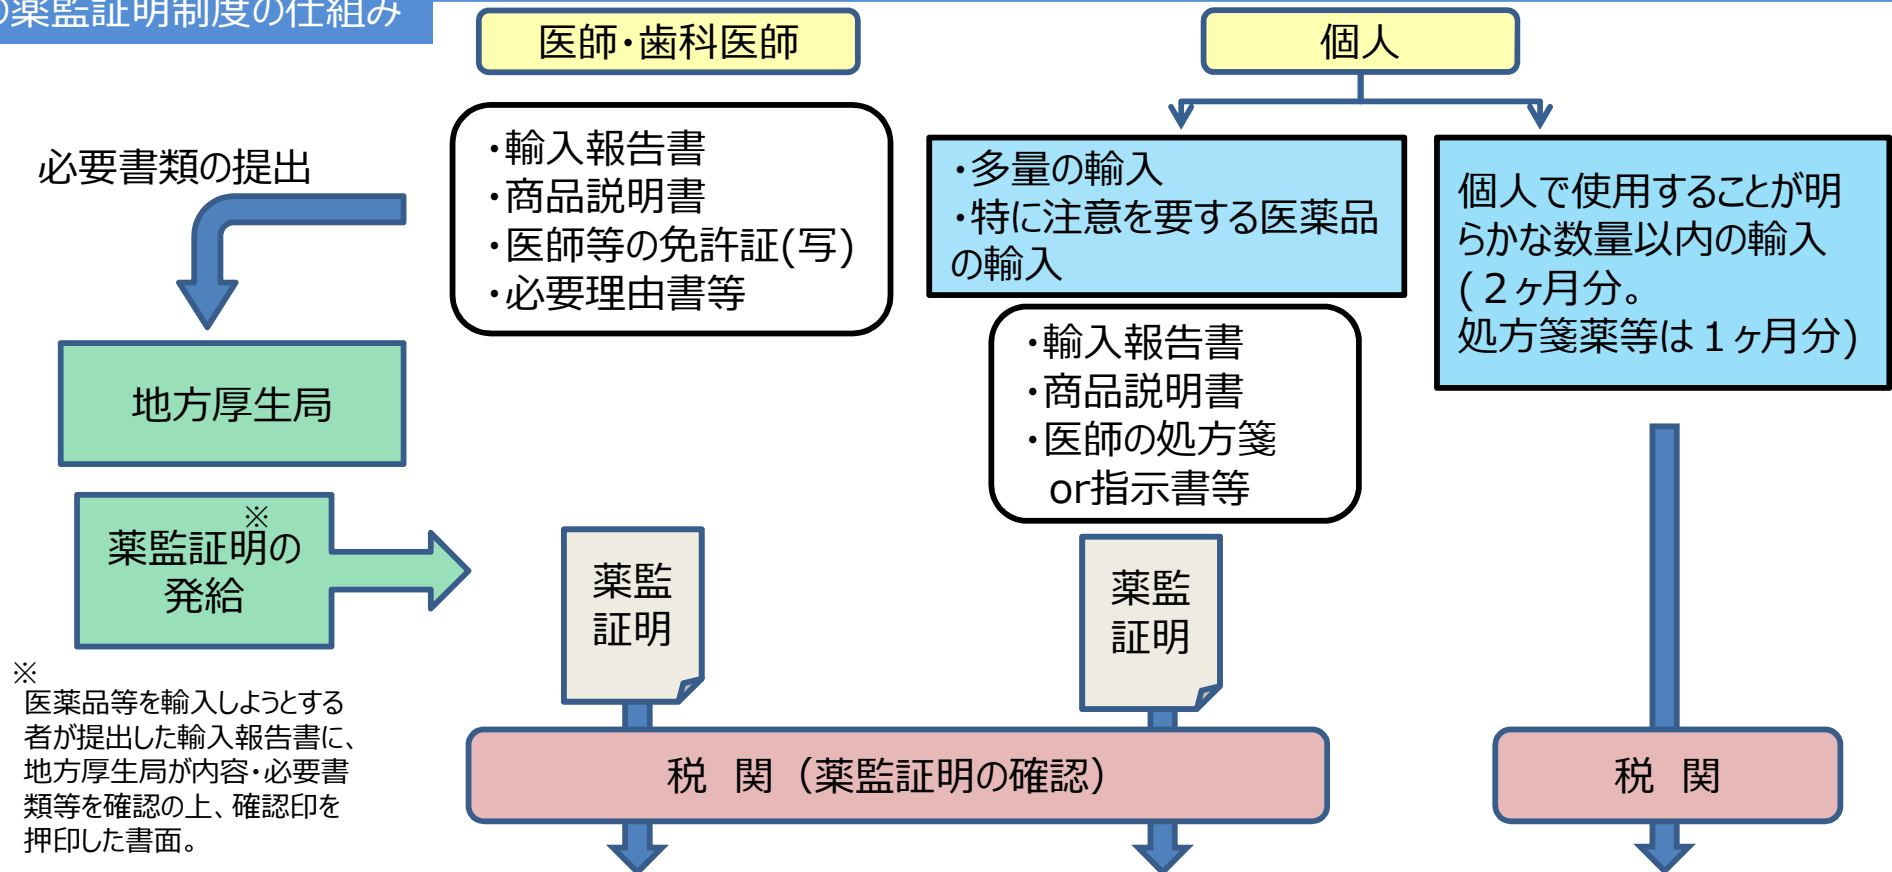 の薬監証明制度の仕組み
医師・歯科医師
個人
必要書類の提出
・輸入報告書
・商品説明書
・医師等の免許証(写)
・必要理由書等
・多量の輸入
・特に注意を要する医薬品
の輸入
個人で使用することが明
らかな数量以内の輸入
(２ヶ月分。
処方箋薬等は１ヶ月分)
・輸入報告書
・商品説明書
・医師の処方箋
or指示書等
地方厚生局
※
薬監証明の
発給
薬監
証明
薬監
証明
※
医薬品等を輸入しようとする
者が提出した輸入報告書に、
地方厚生局が内容・必要書
類等を確認の上、確認印を
押印した書面。
税　関（薬監証明の確認）
税　関